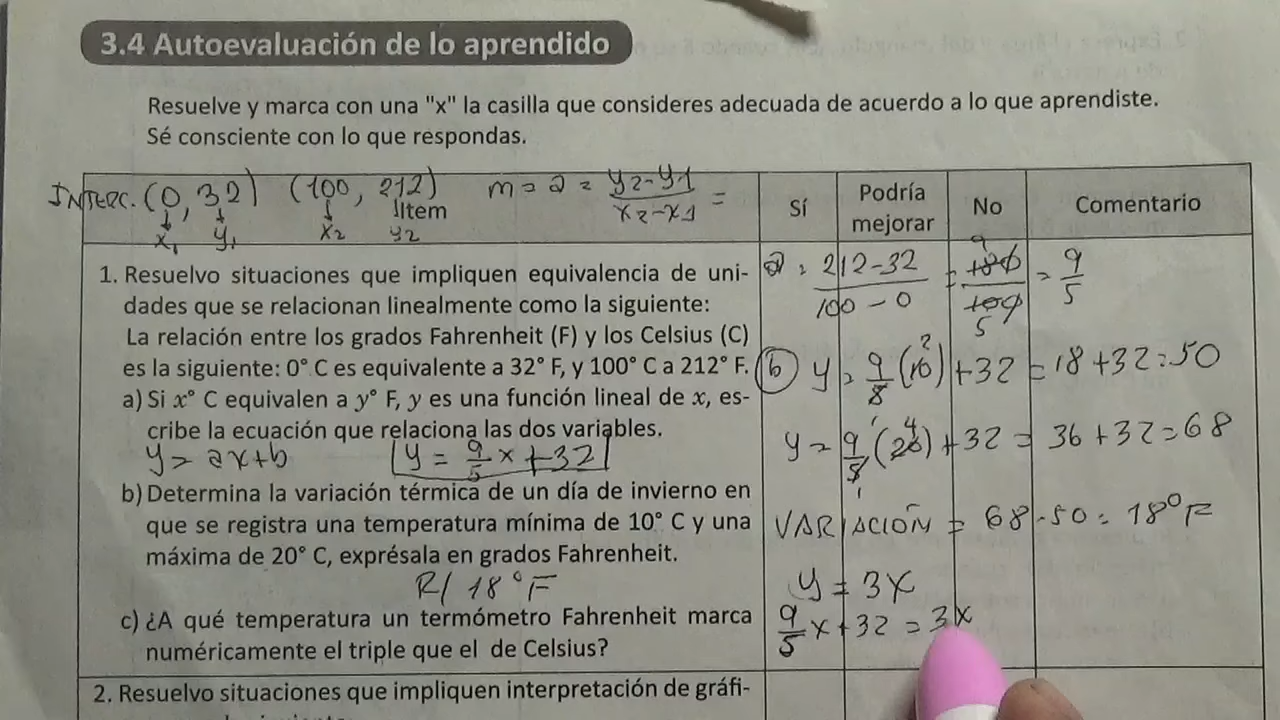 3.4 Autoevaluación de lo aprendido
Resuelve y marca con una "x" la casilla que consideres adecuada de acuerdo a lo que aprendiste.
Sé consciente con lo que respondas.
INTERC. (0, 32) (100, 212) m = a = y2-y1 / x2-x1 =
Ítem
x1 y1 x2 y2
Sí
Podría
mejorar
No
Comentario
1. Resuelvo situaciones que impliquen equivalencia de uni-
dades que se relacionan linealmente como la siguiente:
La relación entre los grados Fahrenheit (F) y los Celsius (C)
es la siguiente: 0° C es equivalente a 32° F, y 100° C a 212° F.
a) Si x° C equivalen a y° F, y es una función lineal de x, es-
cribe la ecuación que relaciona las dos variables.
y = ax+b y = 9/5 x + 32
b) Determina la variación térmica de un día de invierno en
que se registra una temperatura mínima de 10° C y una
máxima de 20° C, exprésala en grados Fahrenheit.
R/ 18°F
c) ¿A qué temperatura un termómetro Fahrenheit marca
numéricamente el triple que el de Celsius?
a = 212-32 / 100-0 = 180 / 100 = 9/5
9
5
b y = 9/5 (10) + 32 = 18+32=50
2
y = 9/5 (20) + 32 = 36+32=68
1 4
1
VARIACIÓN = 68-50= 18°F
y = 3x
9/5 x + 32 = 3x
2. Resuelvo situaciones que impliquen interpretación de gráfi-